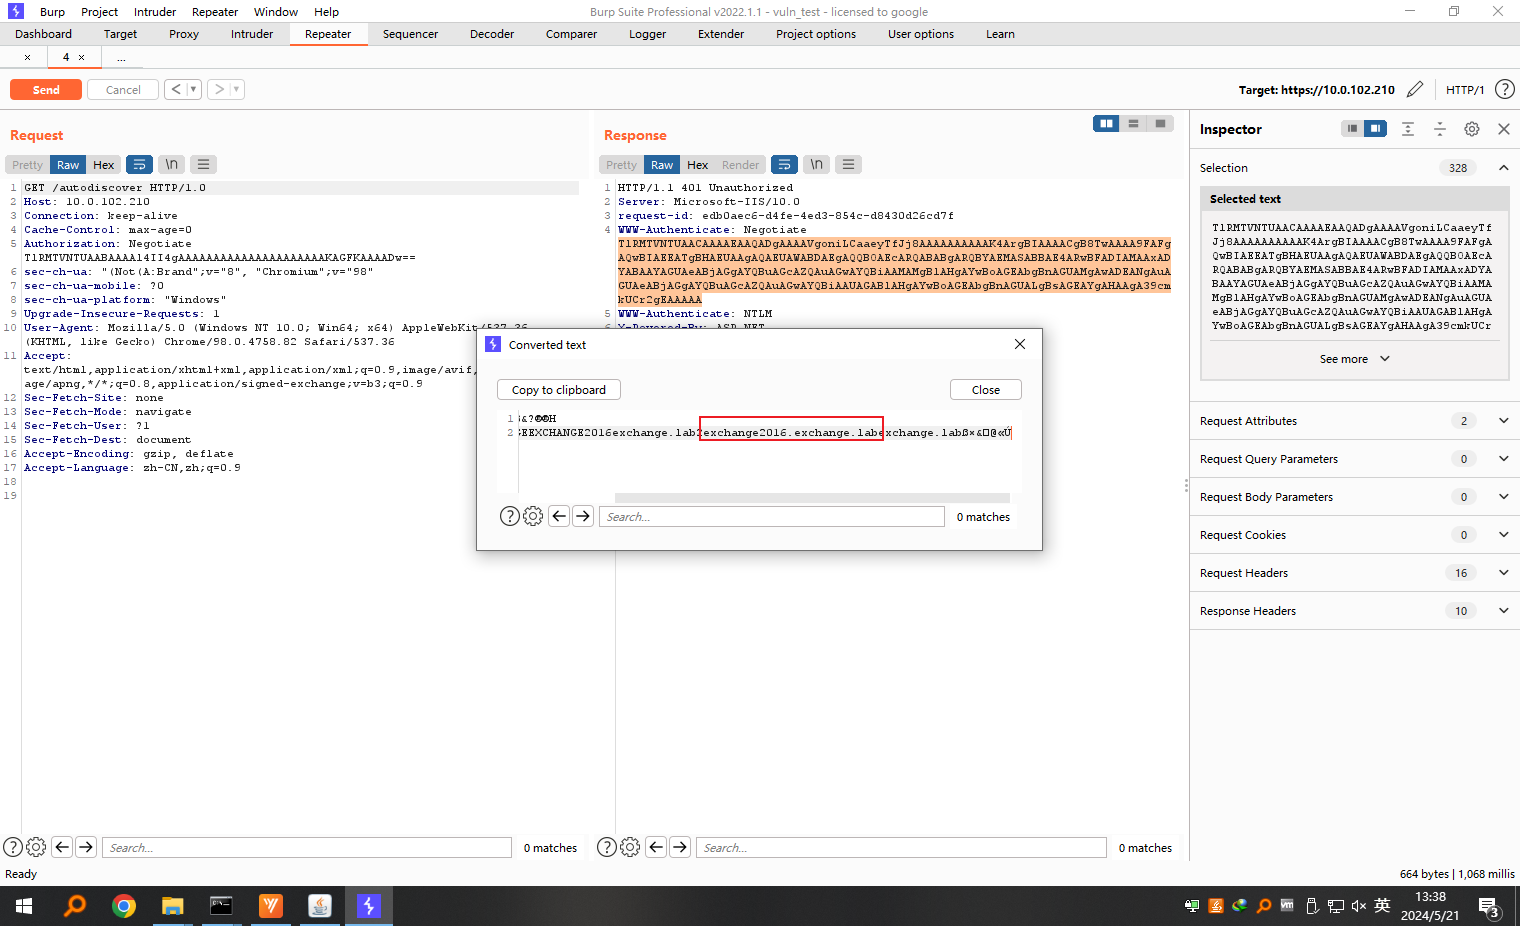 Burp Project Intruder Repeater Window Help
Burp Suite Professional v2022.1.1 - vuln_test - licensed to google
Dashboard Target Proxy Intruder Repeater Sequencer Decoder Comparer Logger Extender Project options User options Learn
× 4 × ...
Send Cancel < ▾ > ▾
Target: https://10.0.102.210 HTTP/1 ?
Request
Pretty Raw Hex \n
1 GET /autodiscover HTTP/1.0
2 Host: 10.0.102.210
3 Connection: keep-alive
4 Cache-Control: max-age=0
5 Authorization: Negotiate
6 sec-ch-ua: "(Not(A:Brand";v="8", "Chromium";v="98"
7 sec-ch-ua-mobile: ?0
8 sec-ch-ua-platform: "Windows"
9 Upgrade-Insecure-Requests: 1
10 User-Agent: Mozilla/5.0 (Windows NT 10.0; Win64; x64) AppleWebKit/537.36
(KHTML, like Gecko) Chrome/98.0.4758.82 Safari/537.36
11 Accept:
text/html,application/xhtml+xml,application/xml;q=0.9,image/avif,
age/apng,*/*;q=0.8,application/signed-exchange;v=b3;q=0.9
12 Sec-Fetch-Site: none
13 Sec-Fetch-Mode: navigate
14 Sec-Fetch-User: ?1
15 Sec-Fetch-Dest: document
16 Accept-Encoding: gzip, deflate
17 Accept-Language: zh-CN,zh;q=0.9
18
19
Search...
0 matches
Response
Pretty Raw Hex Render \n
1 HTTP/1.1 401 Unauthorized
2 Server: Microsoft-IIS/10.0
3 request-id: edb0aec6-d4fe-4ed3-854c-d8430d26cd7f
4 WWW-Authenticate: Negotiate
5 WWW-Authenticate: NTLM
6 X-Powered-By: ASP.NET
Search...
0 matches
Converted text
Copy to clipboard Close
1
2 EEXCHANGE2016exchange.lab exchange2016.exchange.labexchange.lab
Search...
0 matches
Inspector
Selection 328
Selected text
See more
Request Attributes 2
Request Query Parameters 0
Request Body Parameters 0
Request Cookies 0
Request Headers 16
Response Headers 10
Ready
664 bytes | 1,068 millis
英
13:38
2024/5/21
3